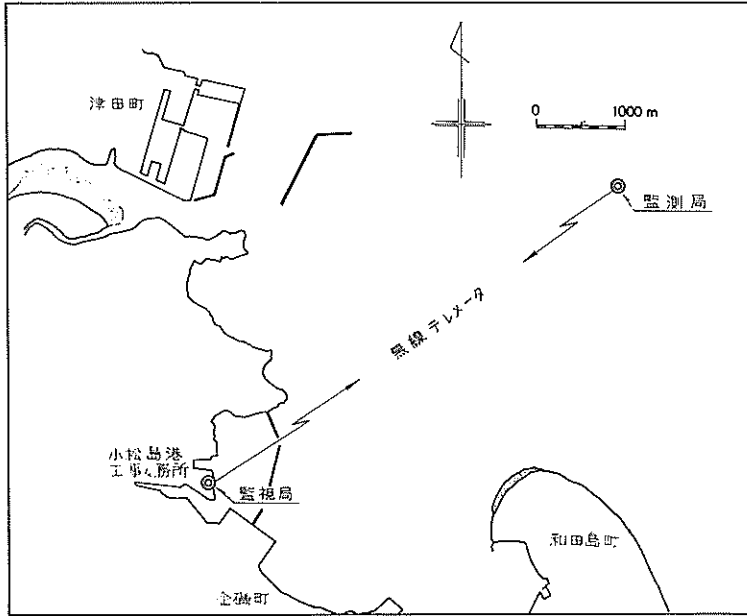 津田町
0 1000 m
監測局
無線テレメータ
小松島港
工事々務所
監視局
和田島町
金磯町